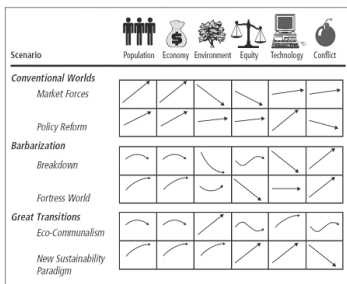 Scenario Population Economy Environment Equity Technology Conflict
Conventional Worlds
Market Forces
Policy Reform
Barbarization
Breakdown
Fortress World
Great Transitions
Eco-Communalism
New Sustainability
Paradigm